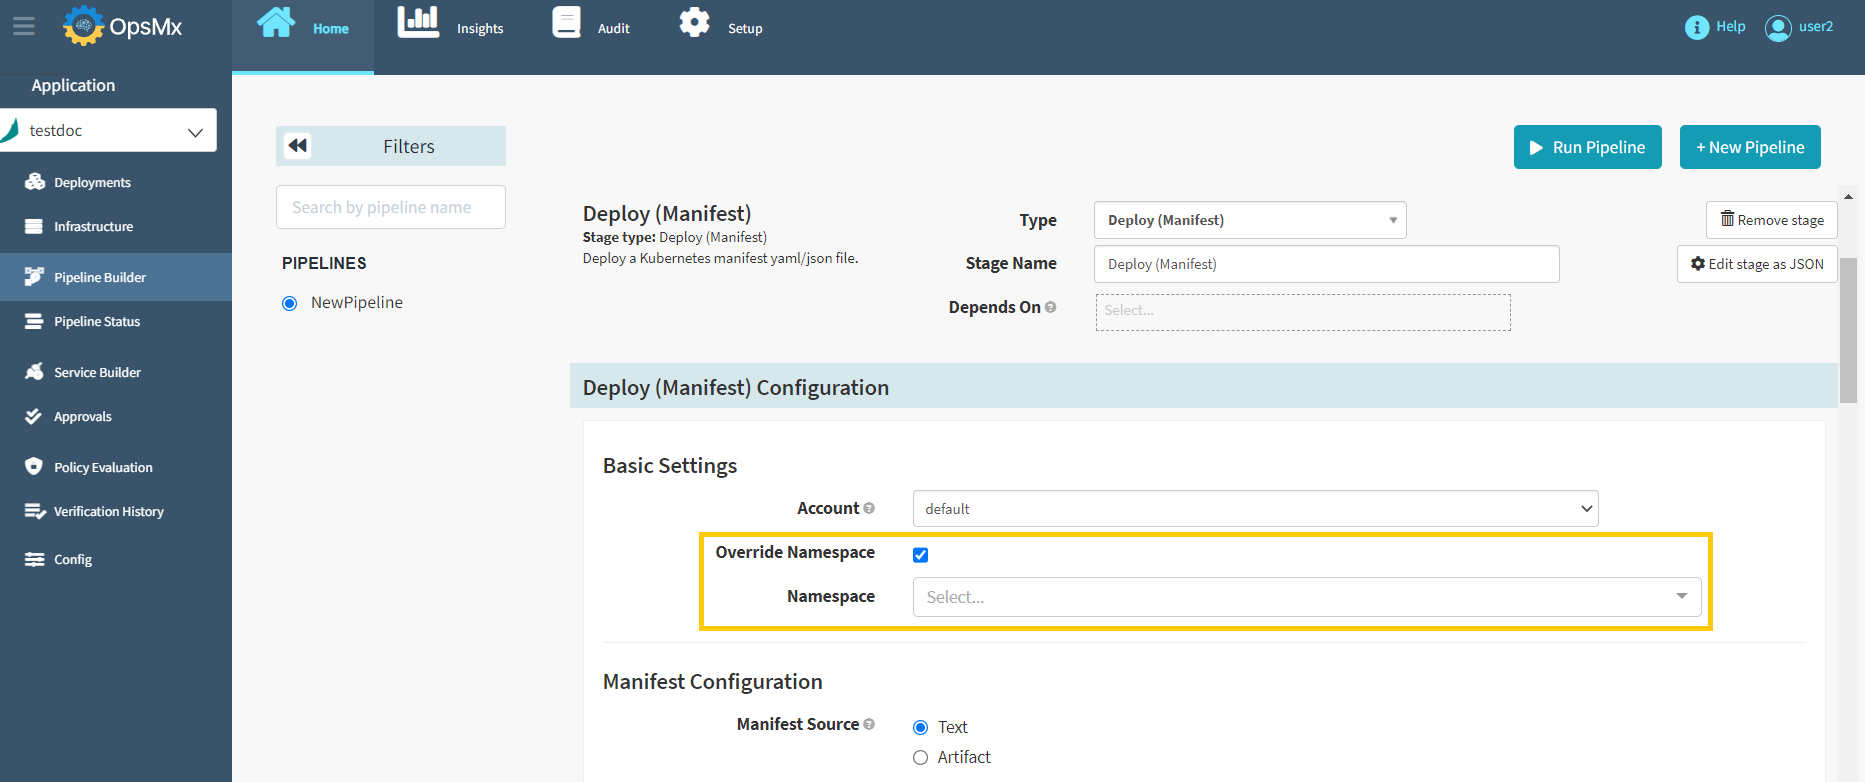 OpsMx
Home
Insights
Audit
Setup
Help
user2
Application
testdoc
Deployments
Infrastructure
Pipeline Builder
Pipeline Status
Service Builder
Approvals
Policy Evaluation
Verification History
Config
Filters
Search by pipeline name
PIPELINES
NewPipeline
Run Pipeline
+ New Pipeline
Deploy (Manifest)
Stage type: Deploy (Manifest)
Deploy a Kubernetes manifest yaml/json file.
Type
Deploy (Manifest)
Stage Name
Deploy (Manifest)
Depends On
Select...
Remove stage
Edit stage as JSON
Deploy (Manifest) Configuration
Basic Settings
Account
default
Override Namespace
Namespace
Select...
Manifest Configuration
Manifest Source
Text
Artifact